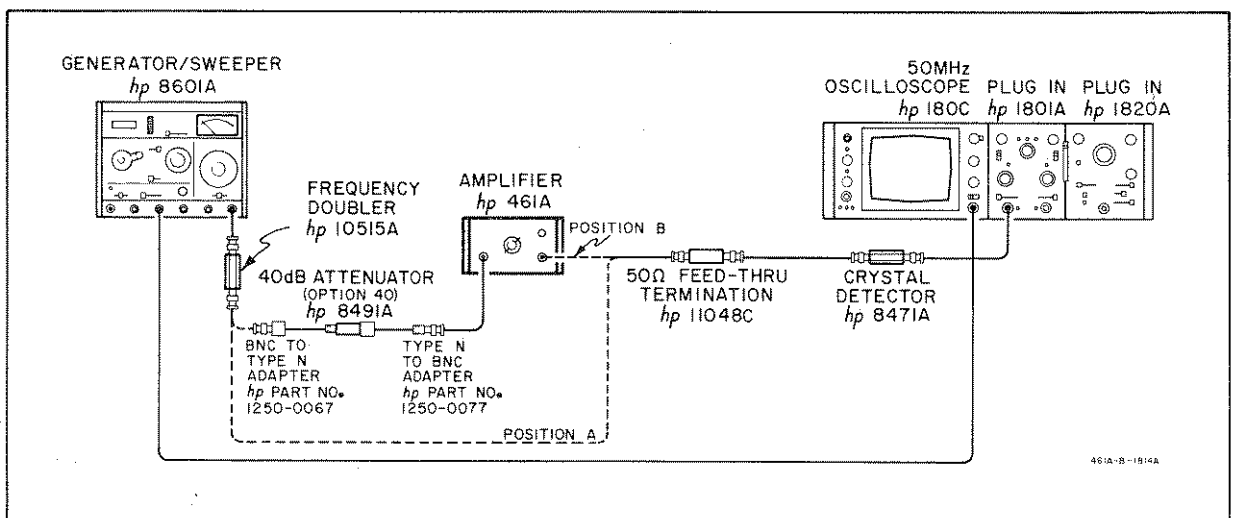 GENERATOR/SWEEPER
hp 8601A
FREQUENCY
DOUBLER
hp 10515A
40dB ATTENUATOR
(OPTION 40)
hp 8491A
BNC TO
TYPE N
ADAPTER
hp PART NO.
1250-0067
TYPE N
TO BNC
ADAPTER
hp PART NO.
1250-0077
AMPLIFIER
hp 461A
POSITION B
POSITION A
50Ω FEED-THRU
TERMINATION
hp 11048C
CRYSTAL
DETECTOR
hp 8471A
50MHz
OSCILLOSCOPE
hp 180C
PLUG IN
hp 1801A
PLUG IN
hp 1820A
461A-B-1814A